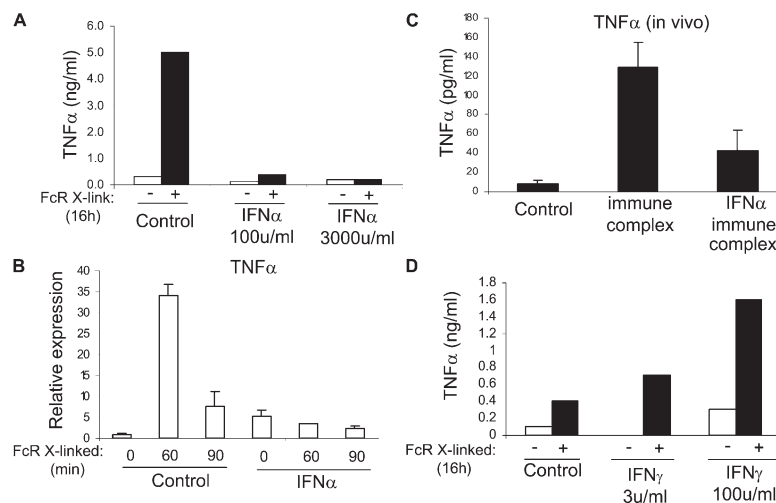 A
TNFα (ng/ml)
6.0
5.0
4.0
3.0
2.0
1.0
0.0
FcR X-link: - + - + - +
(16h)
Control IFNα IFNα
100u/ml 3000u/ml
B
TNFα
Relative expression
40
35
30
25
20
15
10
5
0
FcR X-linked: 0 60 90 0 60 90
(min)
Control IFNα
C
TNFα (in vivo)
TNFα (pg/ml)
180
160
140
120
100
80
60
40
20
0
Control immune IFNα
complex immune
complex
D
TNFα (ng/ml)
1.8
1.6
1.4
1.2
1
0.8
0.6
0.4
0.2
0
FcR X-linked: - + - + - +
(16h)
Control IFNγ IFNγ
3u/ml 100u/ml